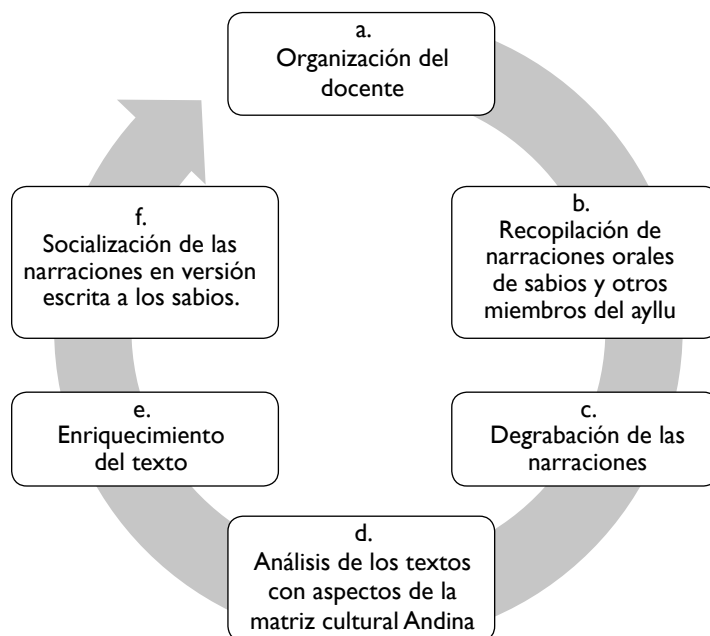 a.
Organización del
docente
b.
Recopilación de
narraciones orales
de sabios y otros
miembros del ayllu
c.
Degrabación de las
narraciones
d.
Análisis de los textos
con aspectos de la
matriz cultural Andina
e.
Enriquecimiento
del texto
f.
Socialización de las
narraciones en versión
escrita a los sabios.